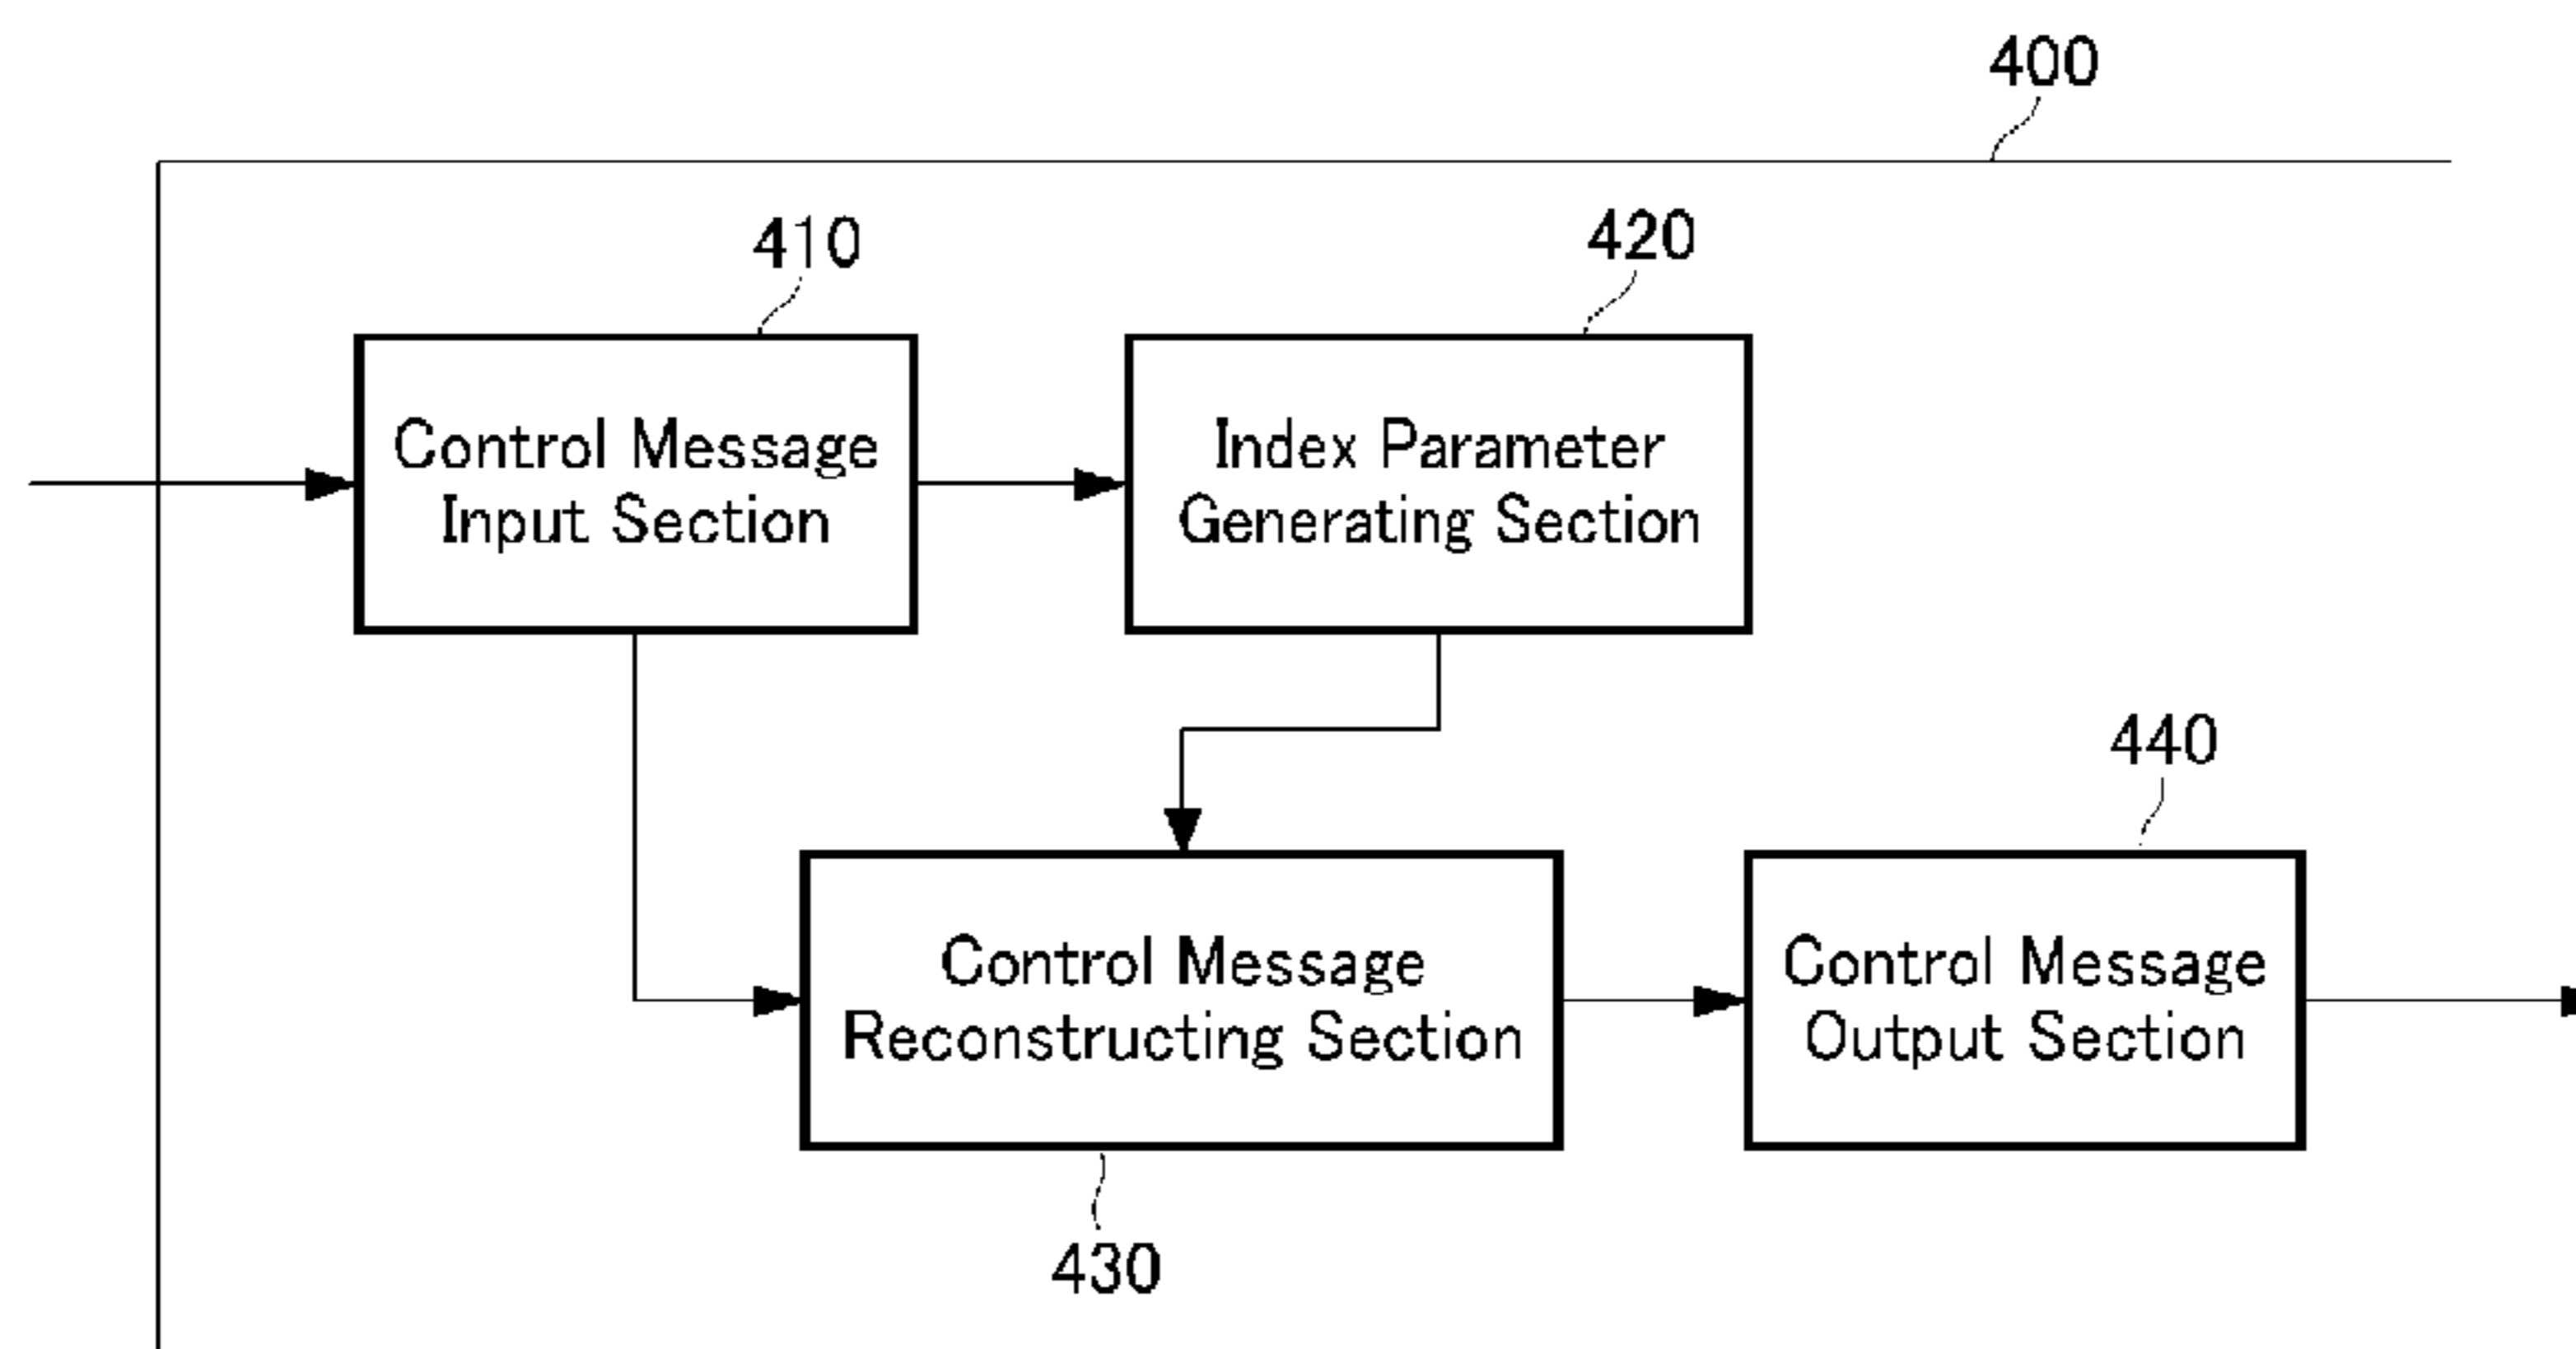 400
410
420
Control Message
Input Section
Index Parameter
Generating Section
440
Control Message
Reconstructing Section
Control Message
Output Section
430